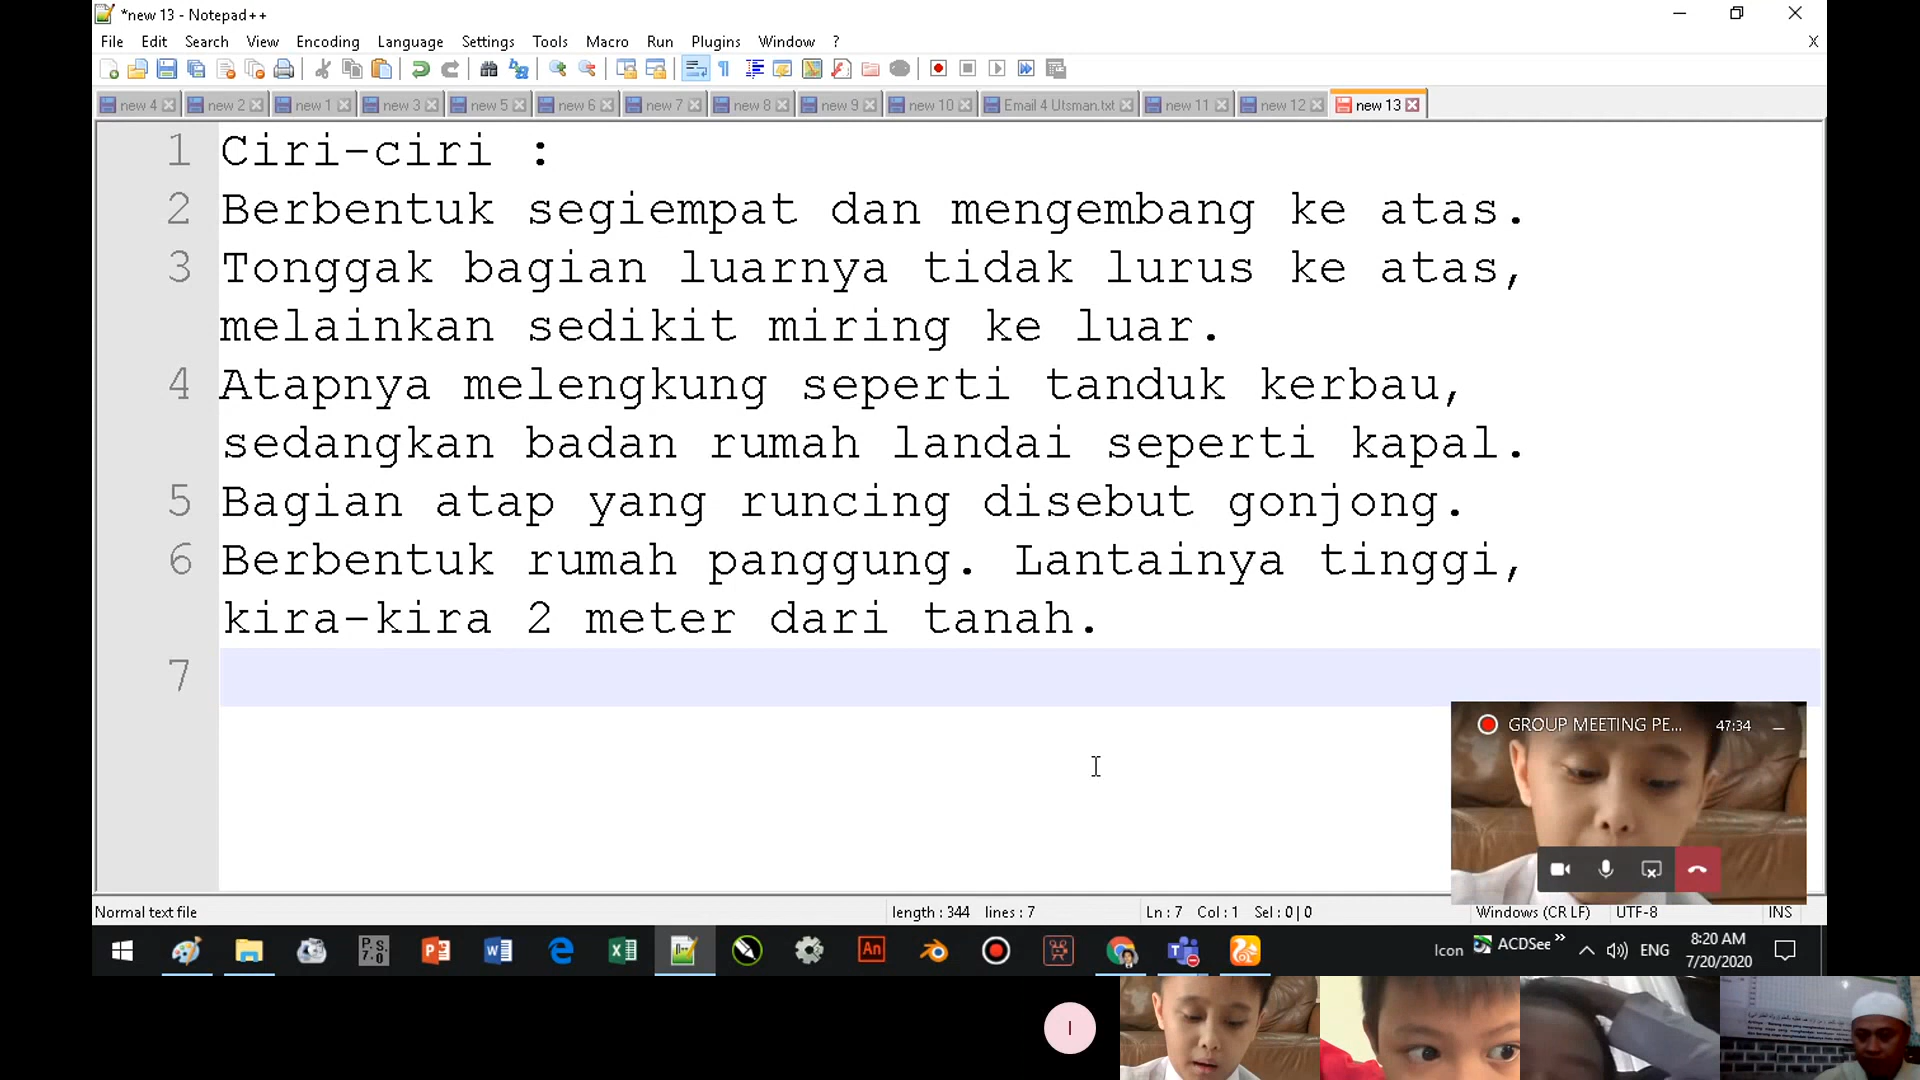 *new 13 - Notepad++
File Edit Search View Encoding Language Settings Tools Macro Run Plugins Window ? X
new 4 new 2 new 1 new 3 new 5 new 6 new 7 new 8 new 9 new 10 Email 4 Utsman.txt new 11 new 12 new 13
1 Ciri-ciri :
2 Berbentuk segiempat dan mengembang ke atas.
3 Tonggak bagian luarnya tidak lurus ke atas,
melainkan sedikit miring ke luar.
4 Atapnya melengkung seperti tanduk kerbau,
sedangkan badan rumah landai seperti kapal.
5 Bagian atap yang runcing disebut gonjong.
6 Berbentuk rumah panggung. Lantainya tinggi,
kira-kira 2 meter dari tanah.
7
GROUP MEETING PE... 47:34
Normal text file length : 344 lines : 7 Ln : 7 Col : 1 Sel : 0 | 0 Windows (CR LF) UTF-8 INS
Icon ACDSee » ENG 8:20 AM
7/20/2020
I